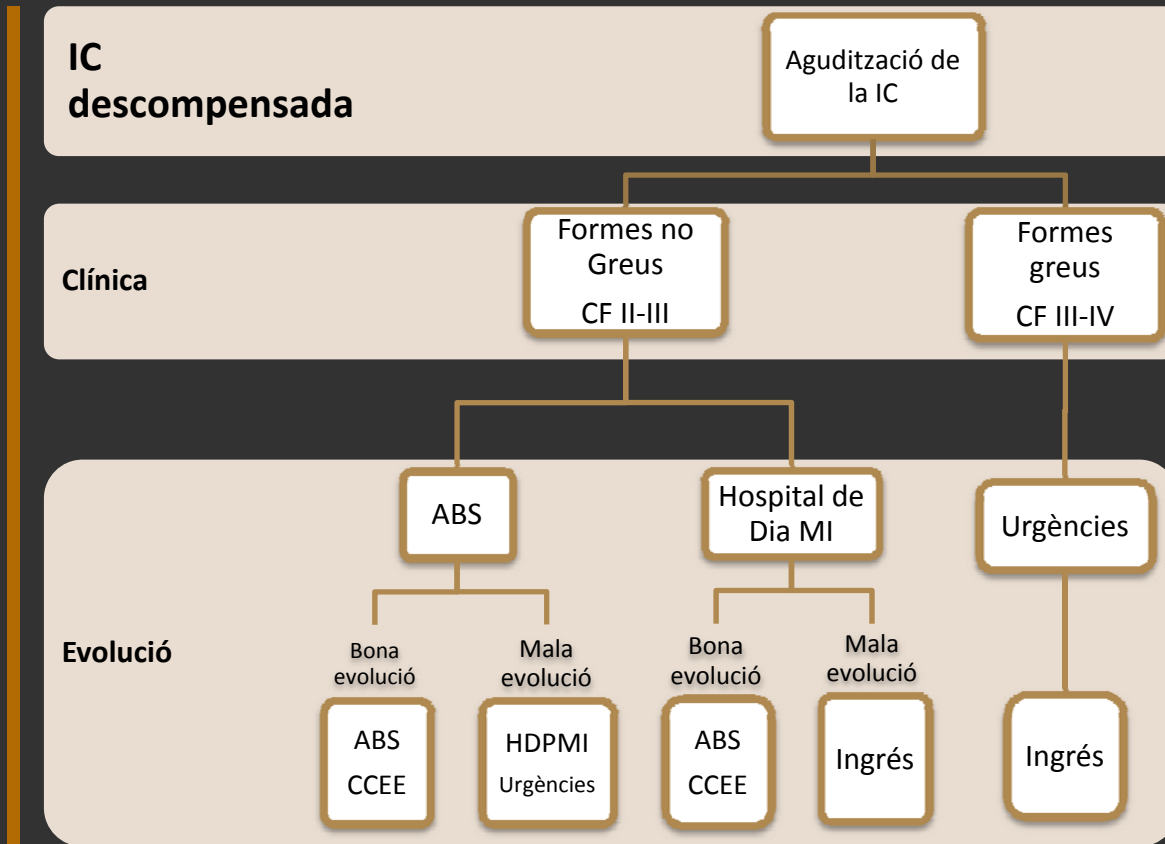 IC
descompensada
Agudització de
la IC
Clínica
Formes no
Greus
CF II-III
Formes
greus
CF III-IV
Evolució
ABS
Hospital de
Dia MI
Urgències
Bona
evolució
Mala
evolució
Bona
evolució
Mala
evolució
ABS
CCEE
HDPMI
Urgències
ABS
CCEE
Ingrés
Ingrés